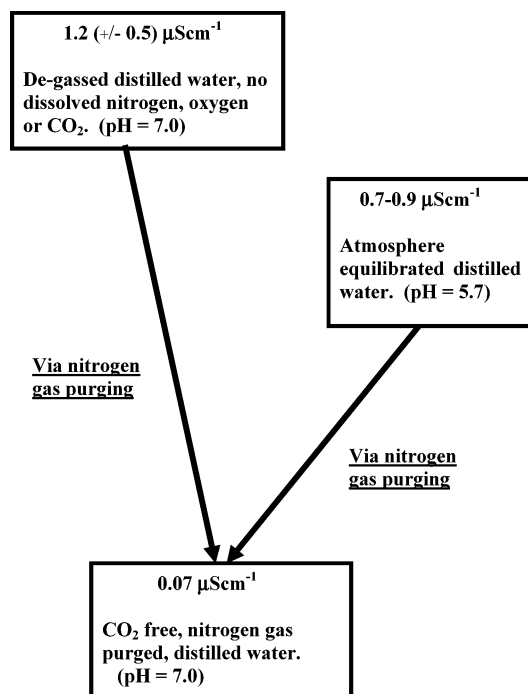 1.2 (+/- 0.5) µScm⁻¹
De-gassed distilled water, no
dissolved nitrogen, oxygen
or CO₂.  (pH = 7.0)
0.7-0.9 µScm⁻¹
Atmosphere
equilibrated distilled
water.  (pH = 5.7)
Via nitrogen
gas purging
Via nitrogen
gas purging
0.07 µScm⁻¹
CO₂ free, nitrogen gas
purged, distilled water.
(pH = 7.0)